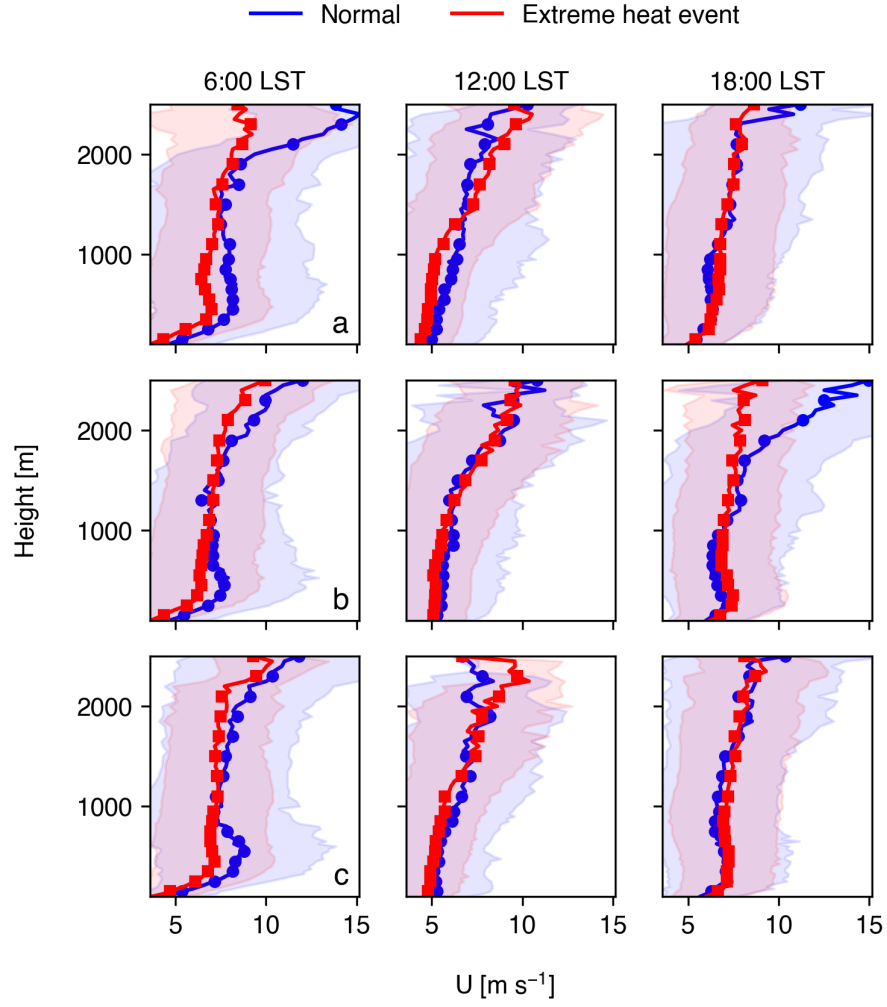 Normal Extreme heat event
6:00 LST 12:00 LST 18:00 LST
2000
1000
a
2000
Height [m]
1000
b
2000
1000
c
5 10 15 5 10 15 5 10 15
U [m s⁻¹]